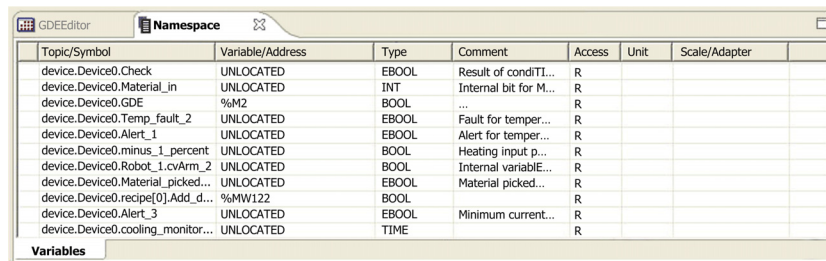 GDEEditor Namespace
Topic/Symbol Variable/Address Type Comment Access Unit Scale/Adapter
device.Device0.Check UNLOCATED EBOOL Result of condiTI... R
device.Device0.Material_in UNLOCATED INT Internal bit for M... R
device.Device0.GDE %M2 BOOL ... R
device.Device0.Temp_fault_2 UNLOCATED EBOOL Fault for temper... R
device.Device0.Alert_1 UNLOCATED EBOOL Alert for temper... R
device.Device0.minus_1_percent UNLOCATED BOOL Heating input p... R
device.Device0.Robot_1.cvArm_2 UNLOCATED BOOL Internal variablE... R
device.Device0.Material_picked... UNLOCATED EBOOL Material picked... R
device.Device0.recipe[0].Add_d... %MW122 BOOL R
device.Device0.Alert_3 UNLOCATED EBOOL Minimum current... R
device.Device0.cooling_monitor... UNLOCATED TIME R
Variables